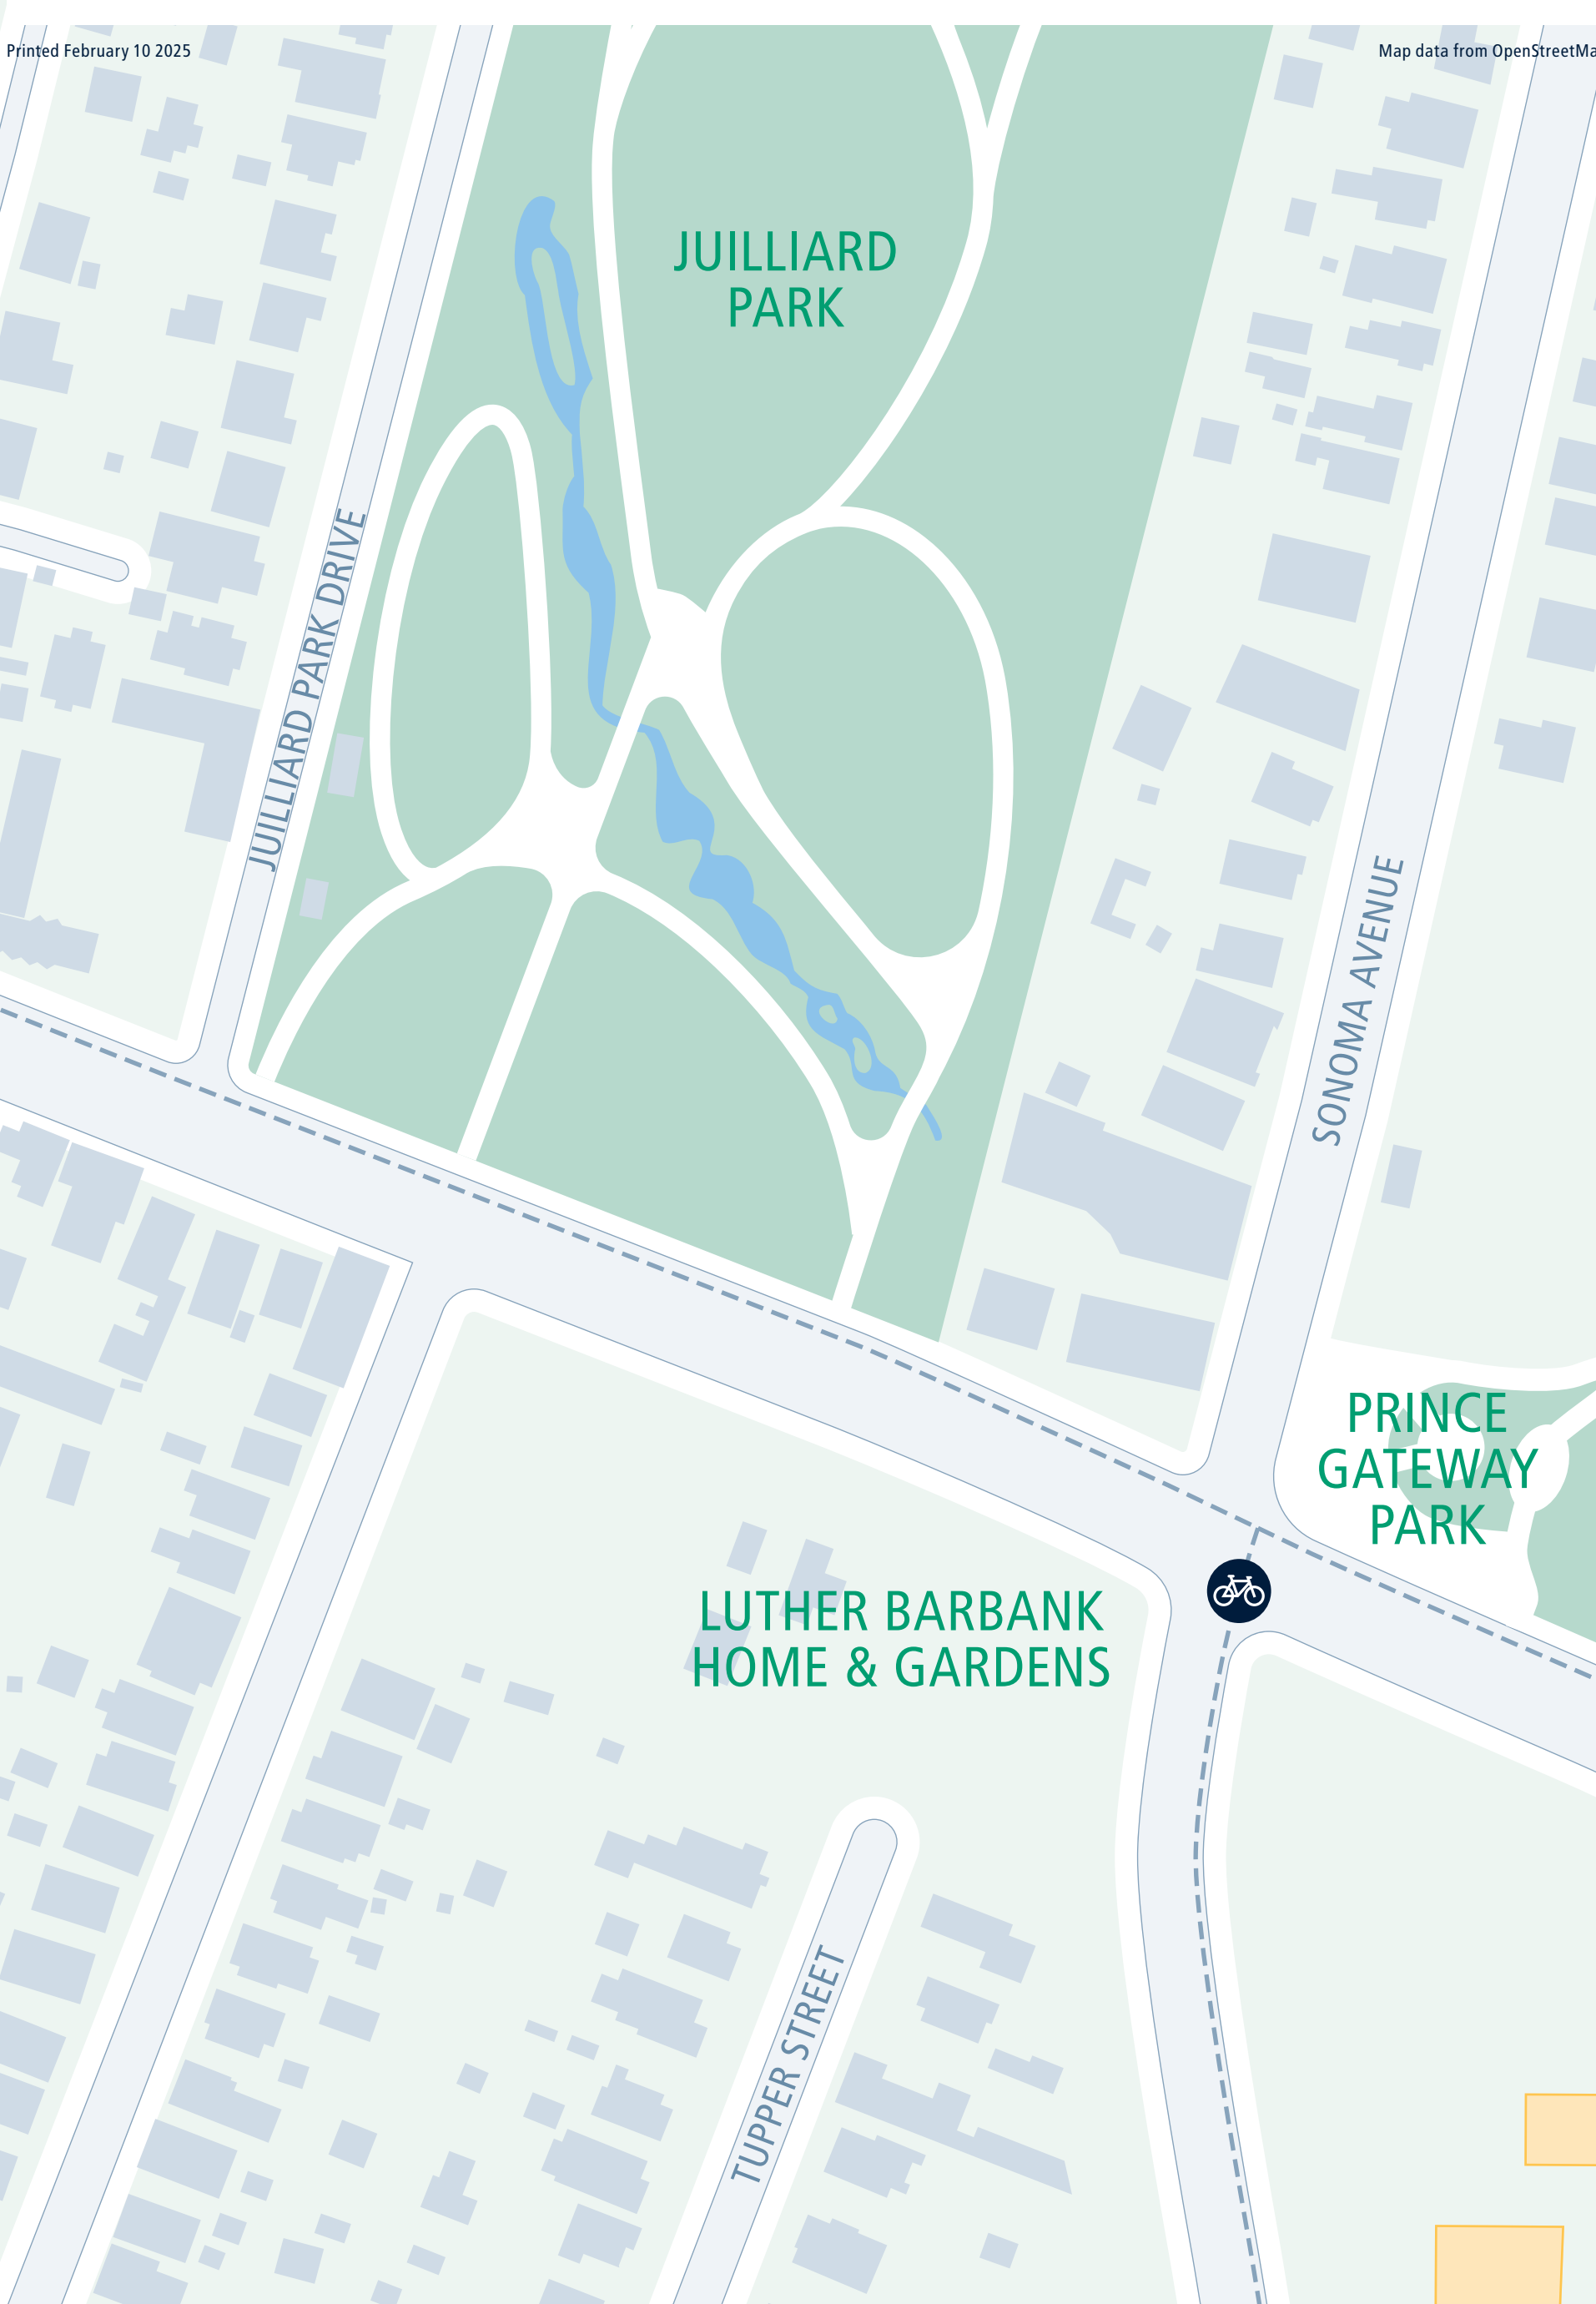 Printed February 10 2025
Map data from OpenStreetMa
JUILLIARD
PARK
JUILLIARD PARK DRIVE
SONOMA AVENUE
PRINCE
GATEWAY
PARK
LUTHER BARBANK
HOME & GARDENS
TUPPER STREET